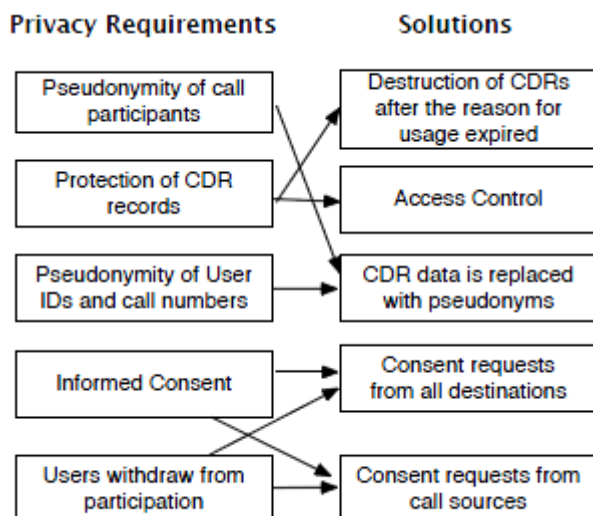 Privacy Requirements
Solutions
Pseudonymity of call
participants
Destruction of CDRs
after the reason for
usage expired
Protection of CDR
records
Access Control
Pseudonymity of User
IDs and call numbers
CDR data is replaced
with pseudonyms
Informed Consent
Consent requests
from all destinations
Users withdraw from
participation
Consent requests from
call sources